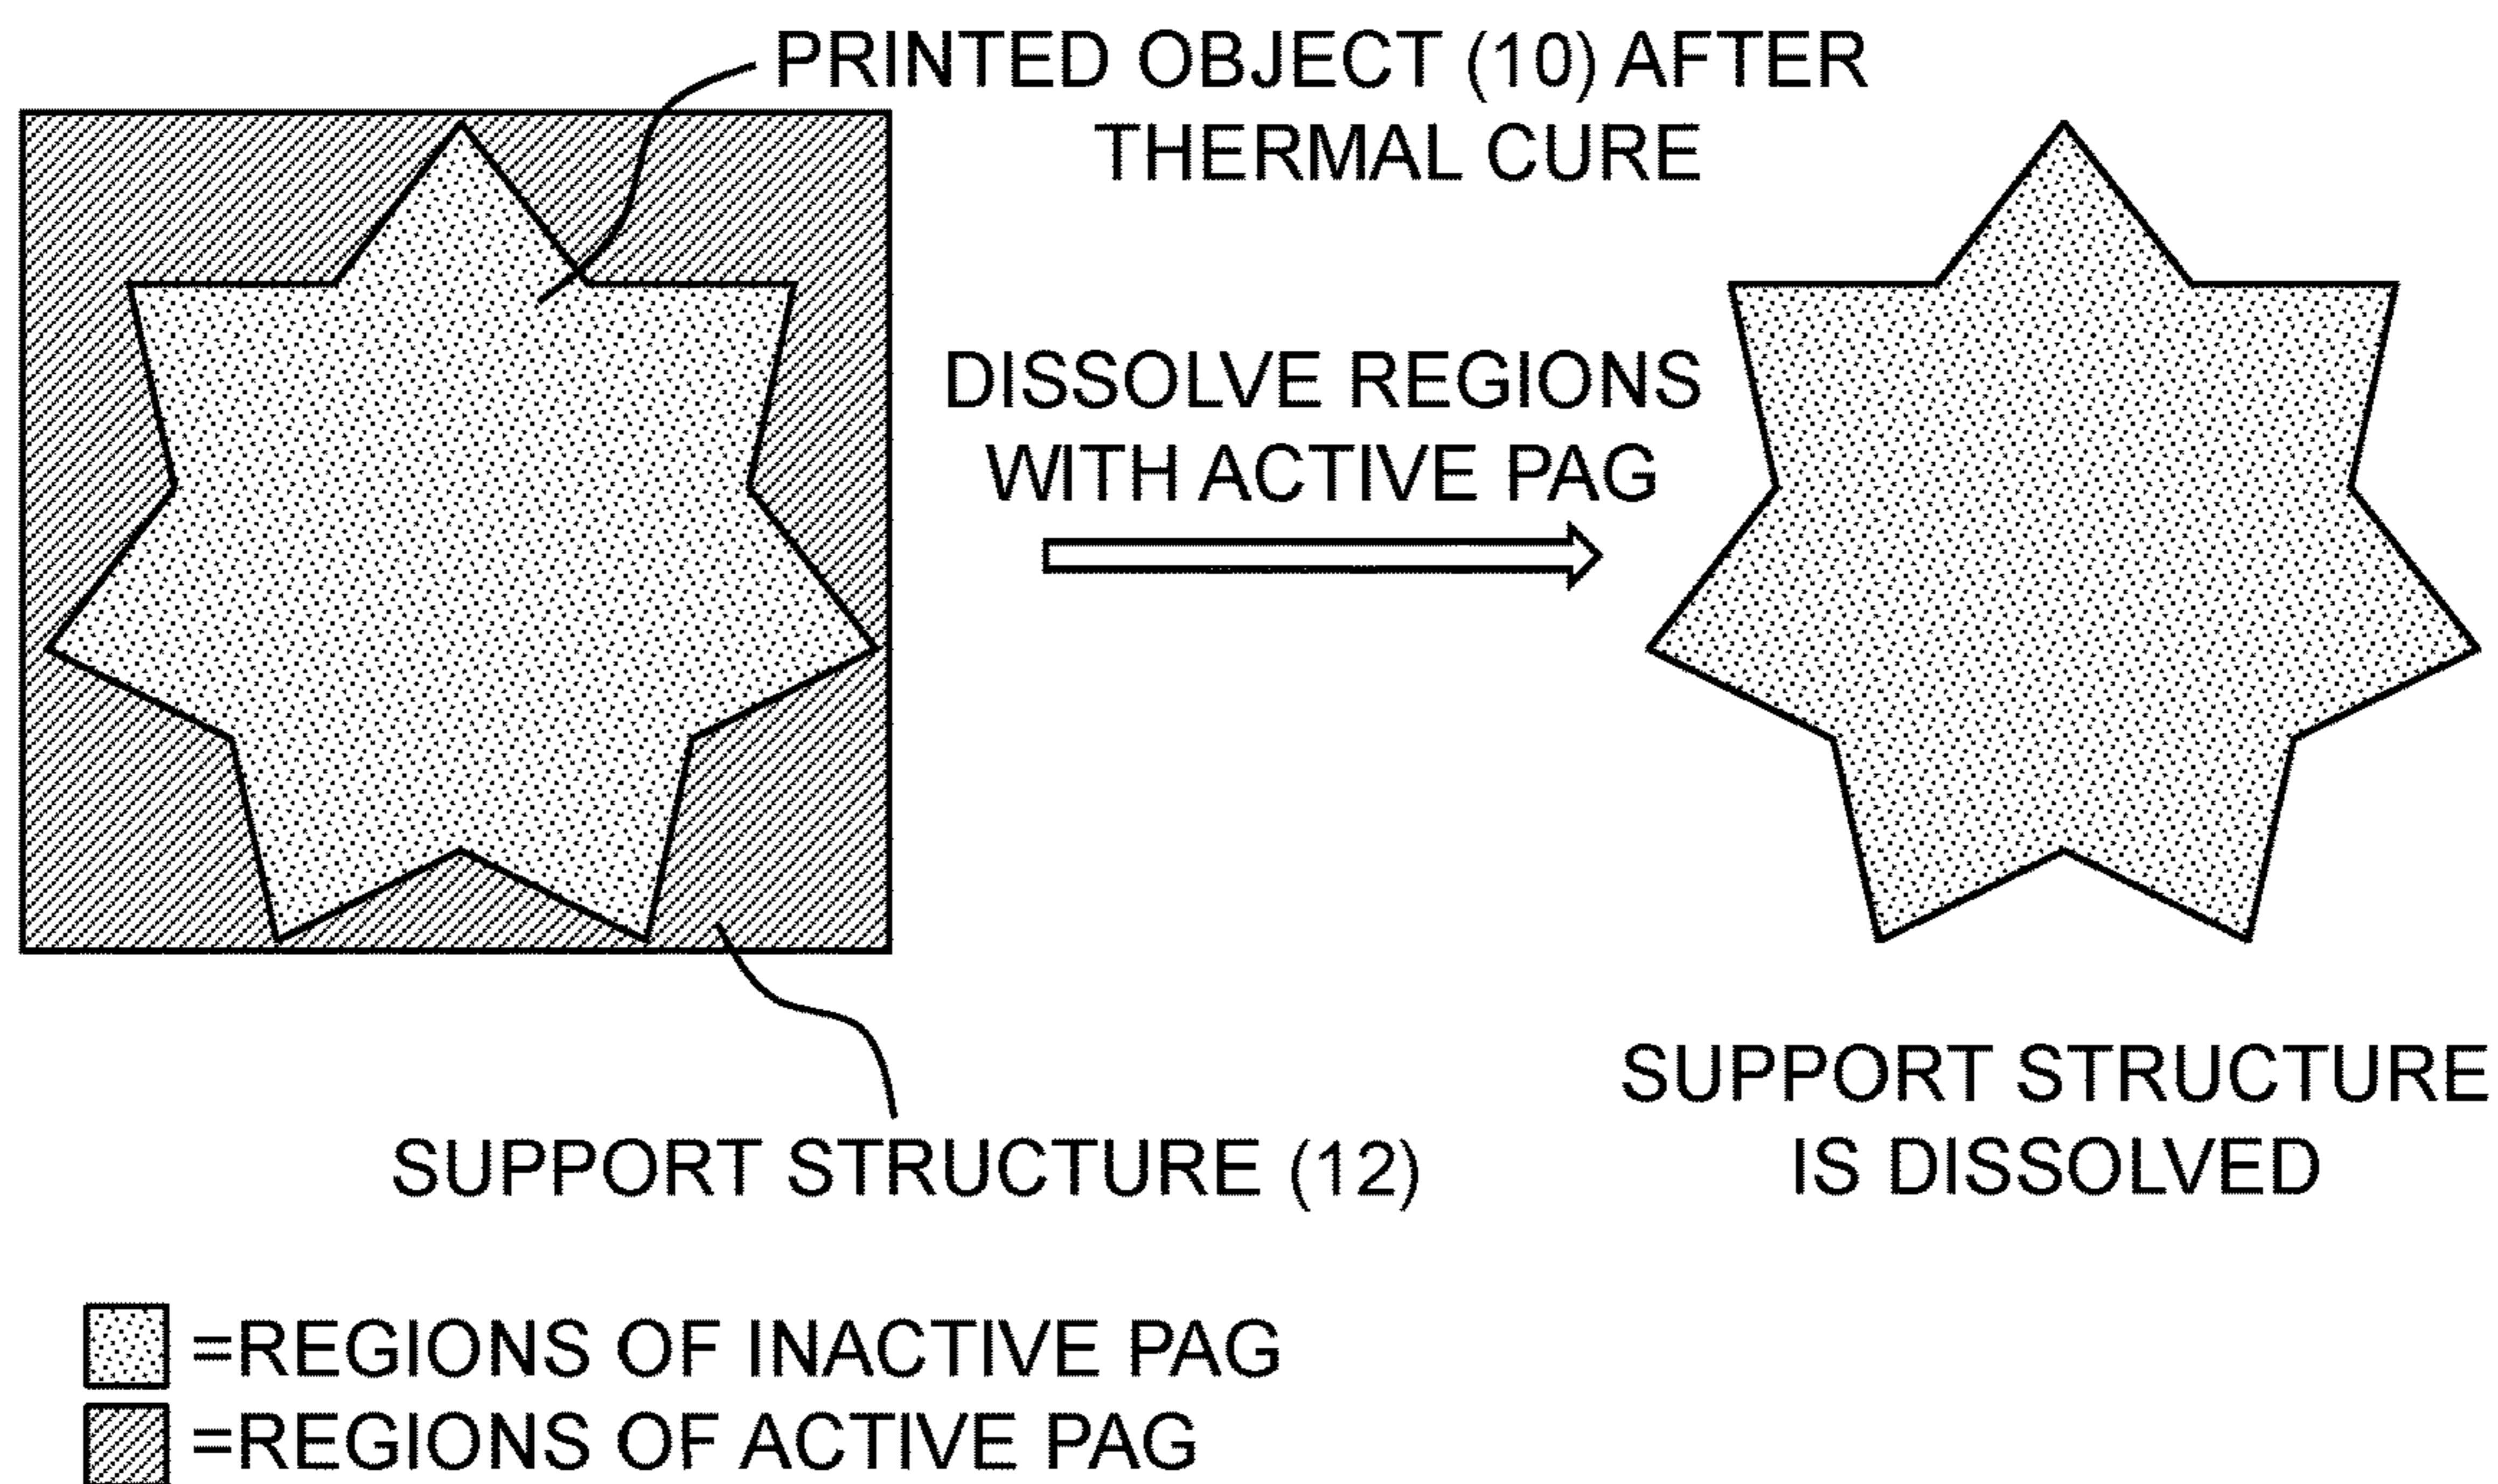 PRINTED OBJECT (10) AFTER
THERMAL CURE
DISSOLVE REGIONS
WITH ACTIVE PAG
SUPPORT STRUCTURE (12)
SUPPORT STRUCTURE
IS DISSOLVED
=REGIONS OF INACTIVE PAG
=REGIONS OF ACTIVE PAG